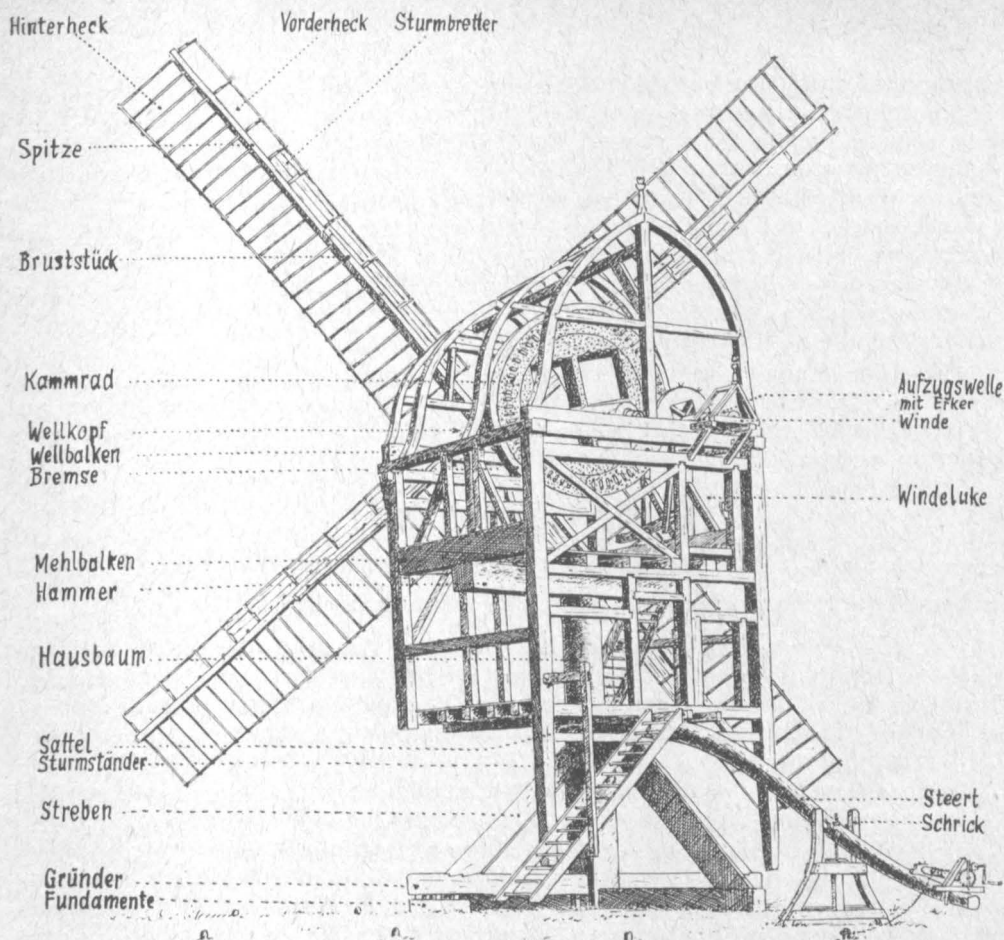 Hinterheck
Vorderheck
Sturmbretter
Spitze
Bruststück
Kammrad
Wellkopf
Wellbalken
Bremse
Mehlbalken
Hammer
Hausbaum
Sattel
Sturmständer
Streben
Gründer
Fundamente
Aufzugswelle
mit Erker
Winde
Windeluke
Steert
Schrick